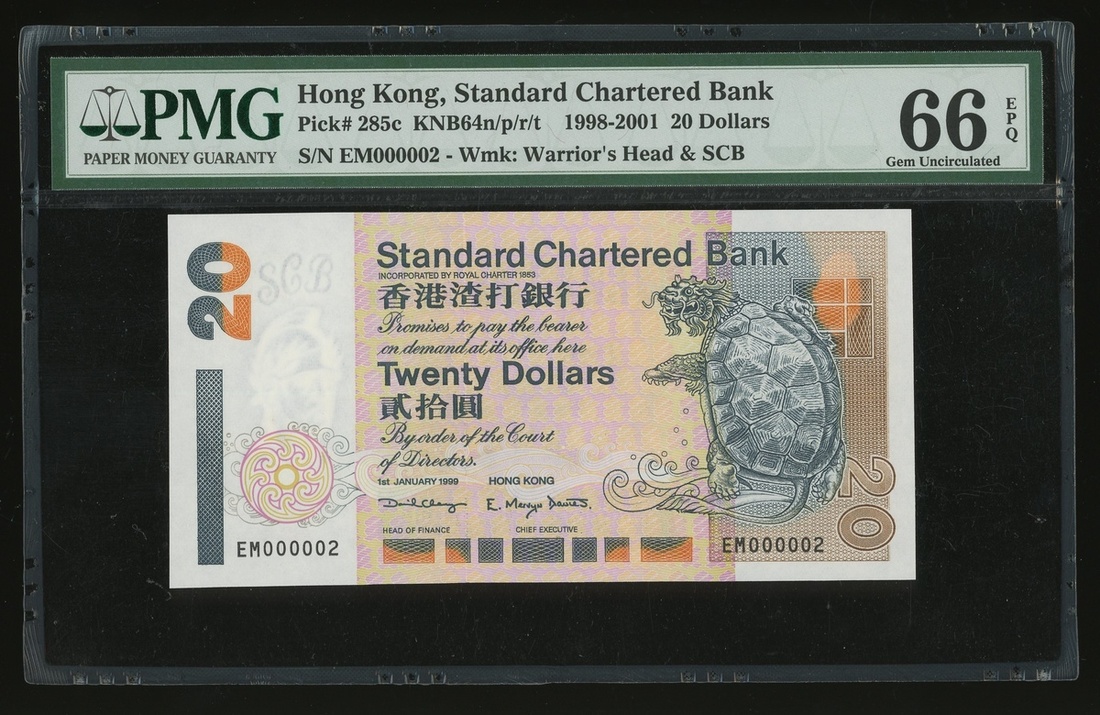 PMG
PAPER MONEY GUARANTY
Hong Kong, Standard Chartered Bank
Pick# 285c KNB64n/p/r/t 1998-2001 20 Dollars
S/N EM000002 - Wmk: Warrior's Head & SCB
66
EPQ
Gem Uncirculated
20
SCB
Standard Chartered Bank
INCORPORATED BY ROYAL CHARTER 1853
香港渣打銀行
Promises to pay the bearer
on demand at its office here
Twenty Dollars
貳拾圓
By order of the Court
of Directors.
1st JANUARY 1999 HONG KONG
E. Mervyn Davies.
HEAD OF FINANCE CHIEF EXECUTIVE
EM000002
EM000002
20